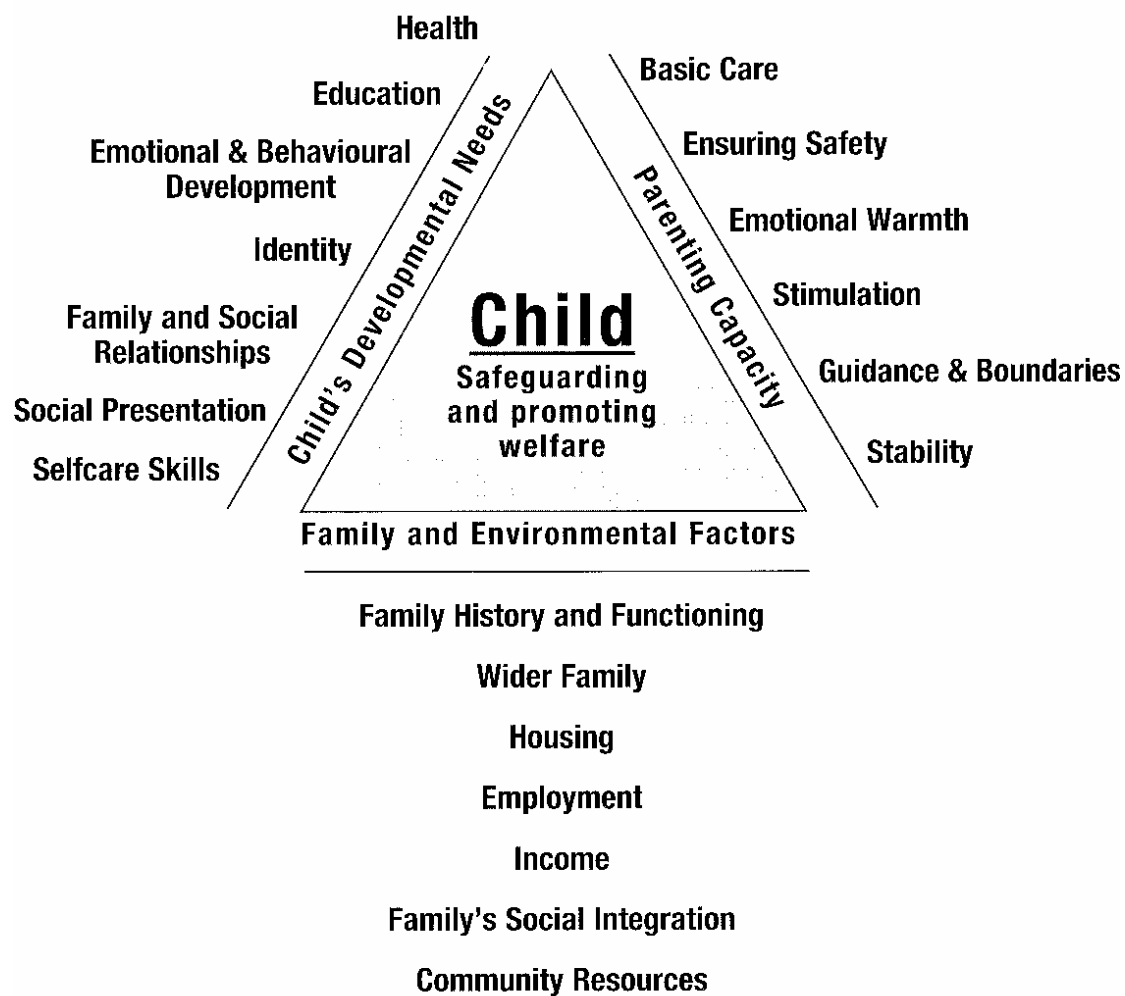 Health
Education
Emotional & Behavioural
Development
Identity
Family and Social
Relationships
Social Presentation
Selfcare Skills
Child's Developmental Needs
Basic Care
Ensuring Safety
Emotional Warmth
Stimulation
Guidance & Boundaries
Stability
Parenting Capacity
Child
Safeguarding
and promoting
welfare
Family and Environmental Factors
Family History and Functioning
Wider Family
Housing
Employment
Income
Family's Social Integration
Community Resources